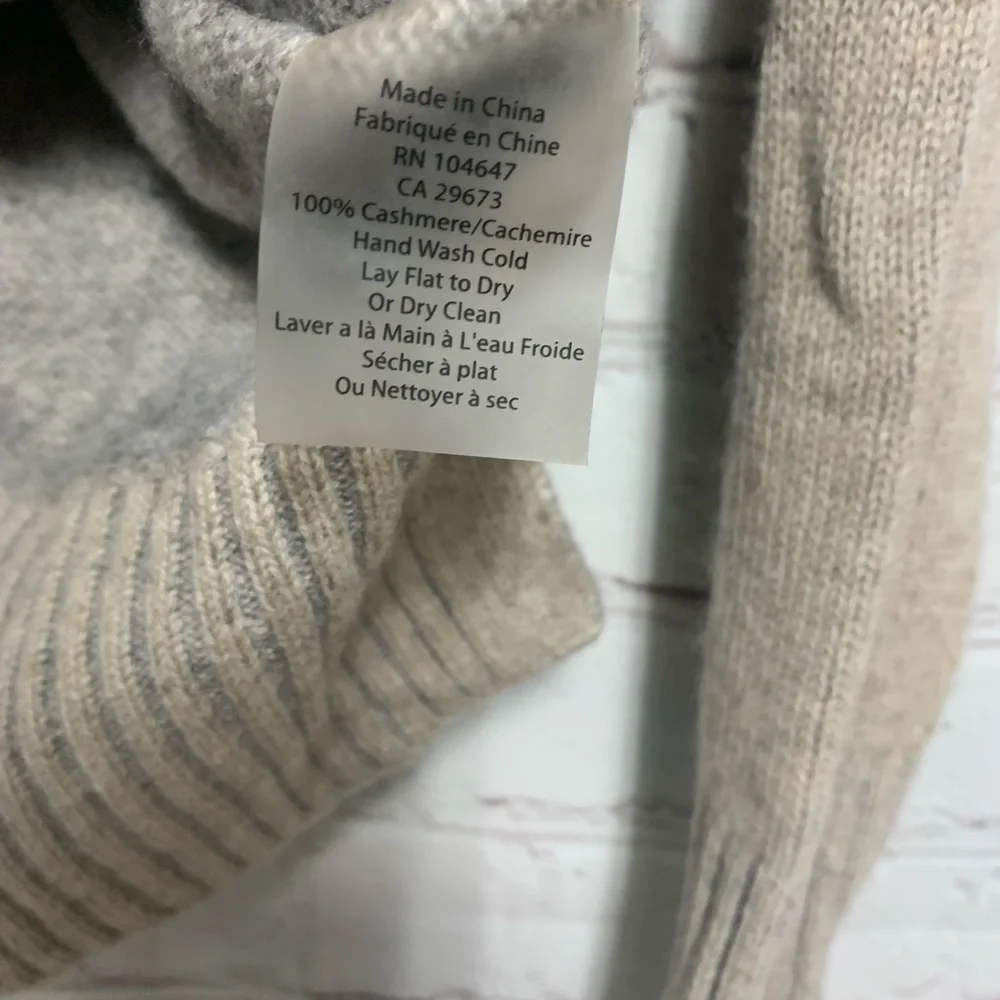 Made in China
Fabriqué en Chine
RN 104647
CA 29673
100% Cashmere/Cachemire
Hand Wash Cold
Lay Flat to Dry
Or Dry Clean
Laver a là Main à L'eau Froide
Sécher à plat
Ou Nettoyer à sec